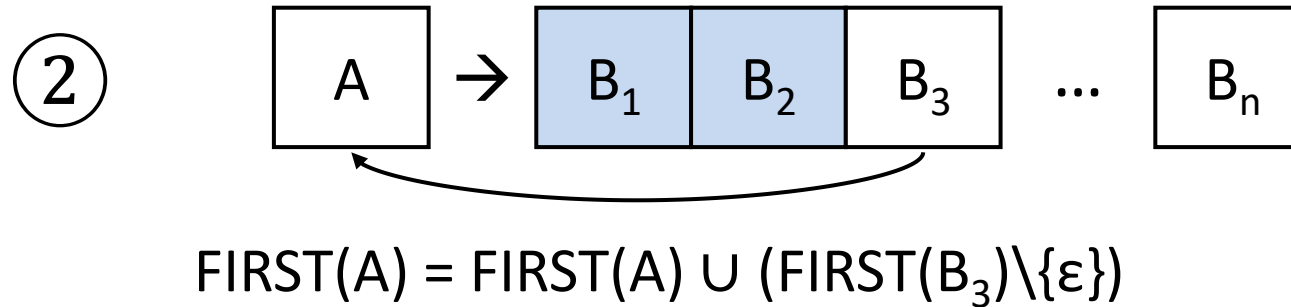 ② A → B₁ B₂ B₃ ... Bₙ
FIRST(A) = FIRST(A) ∪ (FIRST(B₃)\{ε})